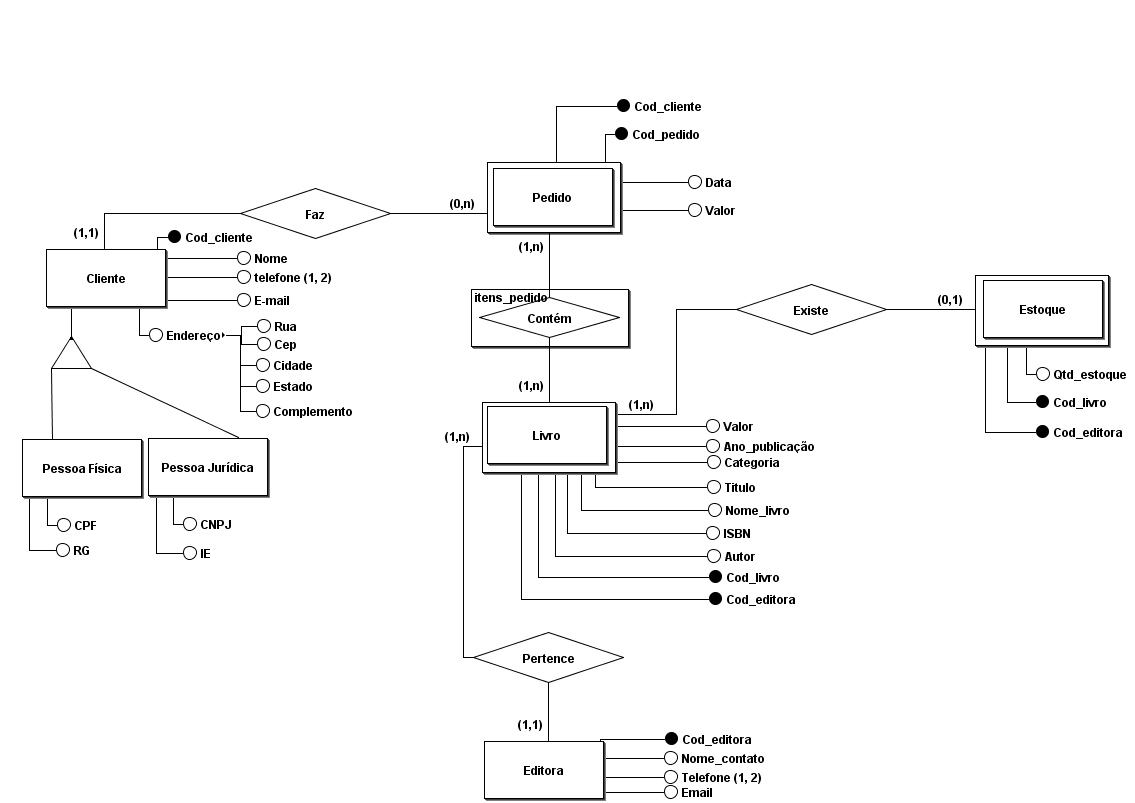 Cod_cliente
Cod_pedido
Pedido
Data
Valor
Faz
(0,n)
(1,1)
Cod_cliente
Cliente
Nome
telefone (1, 2)
E-mail
Endereço
Rua
Cep
Cidade
Estado
Complemento
(1,n)
itens_pedido
Contém
(1,n)
Existe
(0,1)
Estoque
Qtd_estoque
Cod_livro
Cod_editora
(1,n)
(1,n)
Livro
Valor
Ano_publicação
Categoria
Titulo
Nome_livro
ISBN
Autor
Cod_livro
Cod_editora
Pessoa Física
Pessoa Jurídica
CPF
RG
CNPJ
IE
Pertence
(1,1)
Editora
Cod_editora
Nome_contato
Telefone (1, 2)
Email